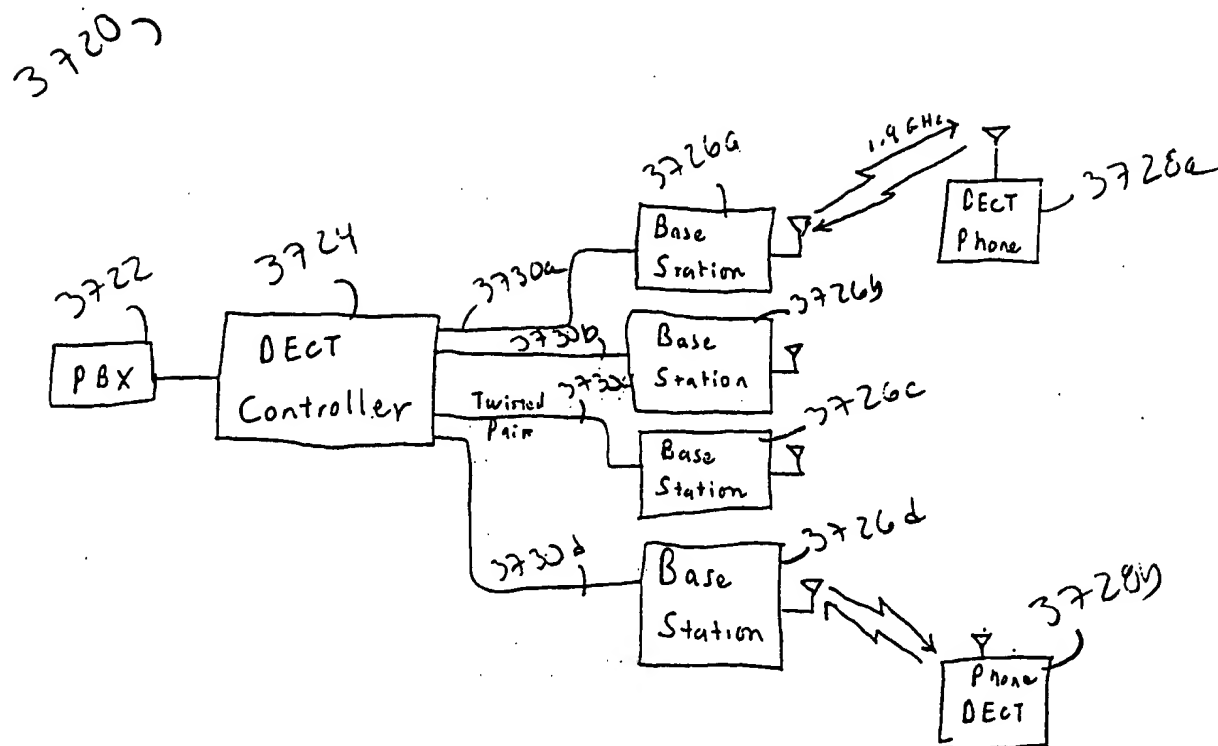 3720
3726a
1.9 GHz
3728a
DECT
Phone
3724
3722
3730a
Base
Station
3726b
PBX
DECT
Controller
3730b
Base
Station
3730c
Twisted
Pair
3726c
Base
Station
3726d
3730d
Base
Station
3728b
Phone
DECT